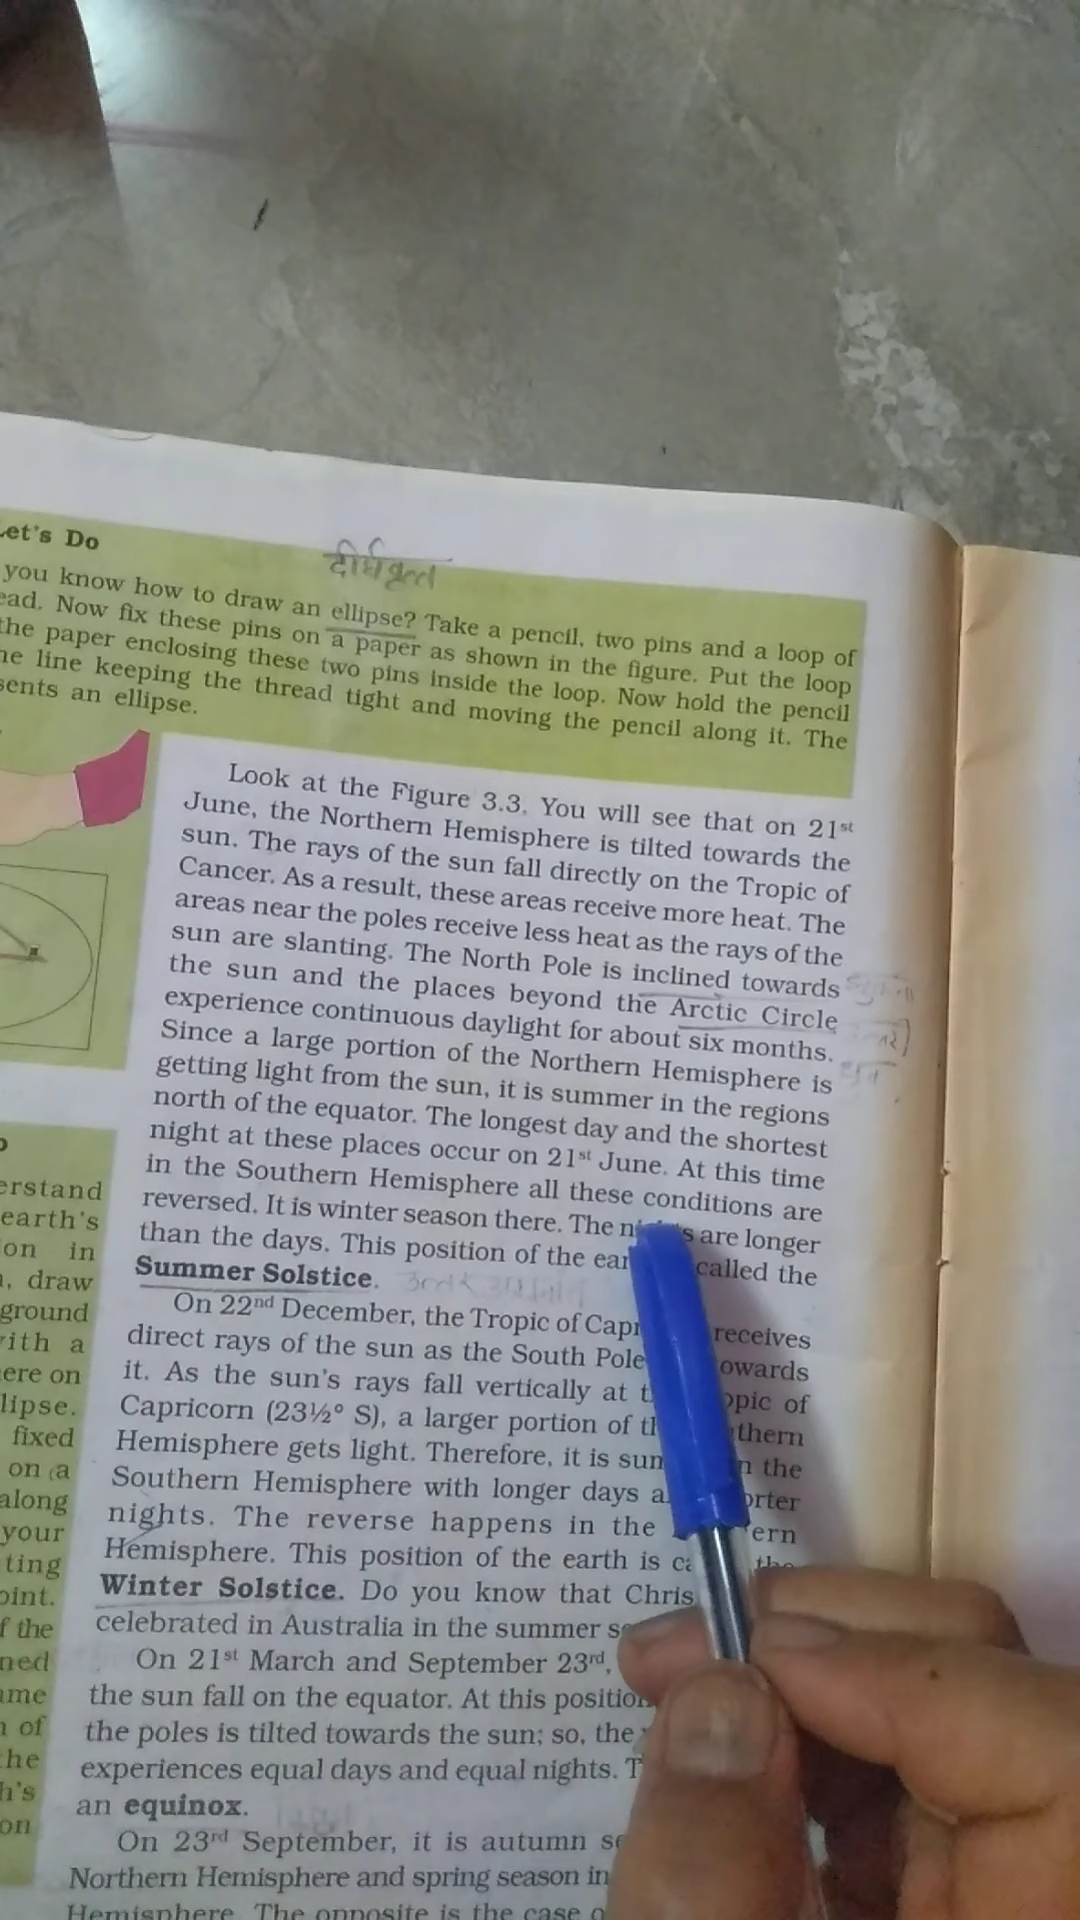 Let's Do
दीर्घवृत्त
you know how to draw an ellipse? Take a pencil, two pins and a loop of
ead. Now fix these pins on a paper as shown in the figure. Put the loop
the paper enclosing these two pins inside the loop. Now hold the pencil
ne line keeping the thread tight and moving the pencil along it. The
sents an ellipse.
Look at the Figure 3.3. You will see that on 21st
June, the Northern Hemisphere is tilted towards the
sun. The rays of the sun fall directly on the Tropic of
Cancer. As a result, these areas receive more heat. The
areas near the poles receive less heat as the rays of the
sun are slanting. The North Pole is inclined towards
the sun and the places beyond the Arctic Circle
experience continuous daylight for about six months.
Since a large portion of the Northern Hemisphere is
getting light from the sun, it is summer in the regions
north of the equator. The longest day and the shortest
night at these places occur on 21st June. At this time
in the Southern Hemisphere all these conditions are
reversed. It is winter season there. The are longer
than the days. This position of the called the
Summer Solstice.
On 22nd December, the Tropic of receives
direct rays of the sun as the South Pole owards
it. As the sun's rays fall vertically at opic of
Capricorn (23½° S), a larger portion of thern
Hemisphere gets light. Therefore, it is the
Southern Hemisphere with longer days orter
nights. The reverse happens in the ern
Hemisphere. This position of the earth is
Winter Solstice. Do you know that Chris
celebrated in Australia in the summer
On 21st March and September 23rd,
the sun fall on the equator. At this position
the poles is tilted towards the sun; so, the
experiences equal days and equal nights. T
an equinox.
On 23rd September, it is autumn se
Northern Hemisphere and spring season in
Hemisphere. The opposite is the case o
erstand
earth's
on in
, draw
ground
with a
ere on
lipse.
fixed
on a
along
your
ting
oint.
f the
ned
ame
n of
the
h's
on